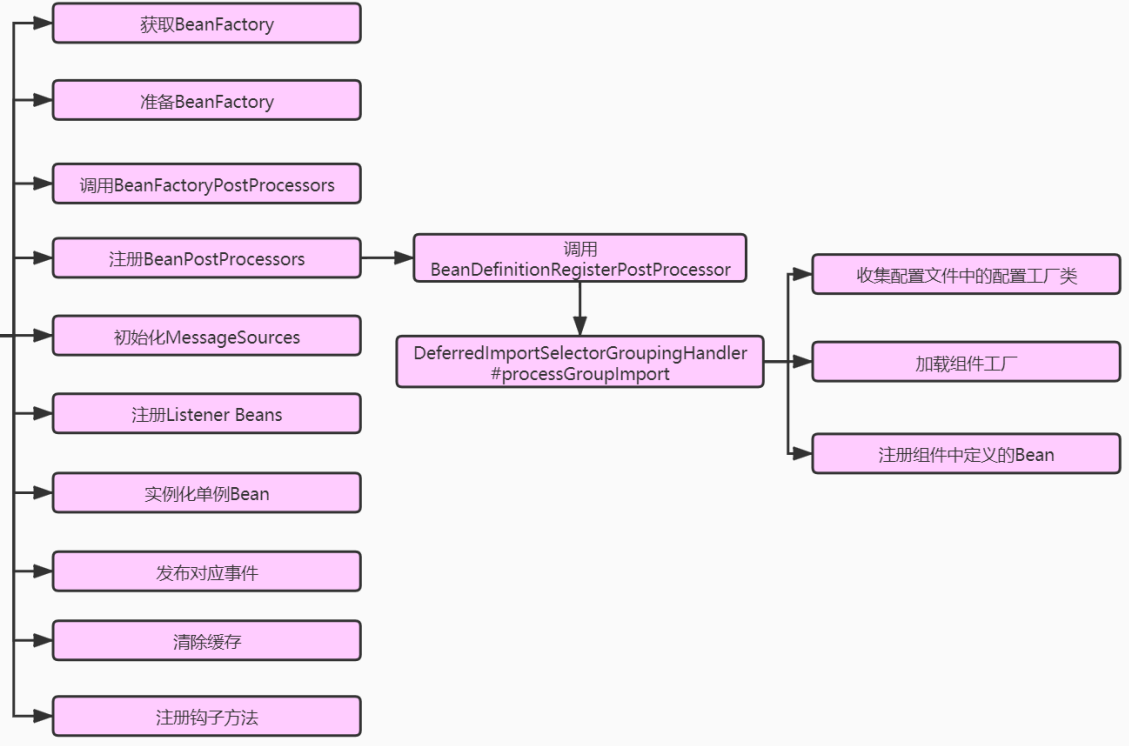 获取BeanFactory
准备BeanFactory
调用BeanFactoryPostProcessors
注册BeanPostProcessors
调用
BeanDefinitionRegisterPostProcessor
DeferredImportSelectorGroupingHandler
#processGroupImport
收集配置文件中的配置工厂类
加载组件工厂
注册组件中定义的Bean
初始化MessageSources
注册Listener Beans
实例化单例Bean
发布对应事件
清除缓存
注册钩子方法